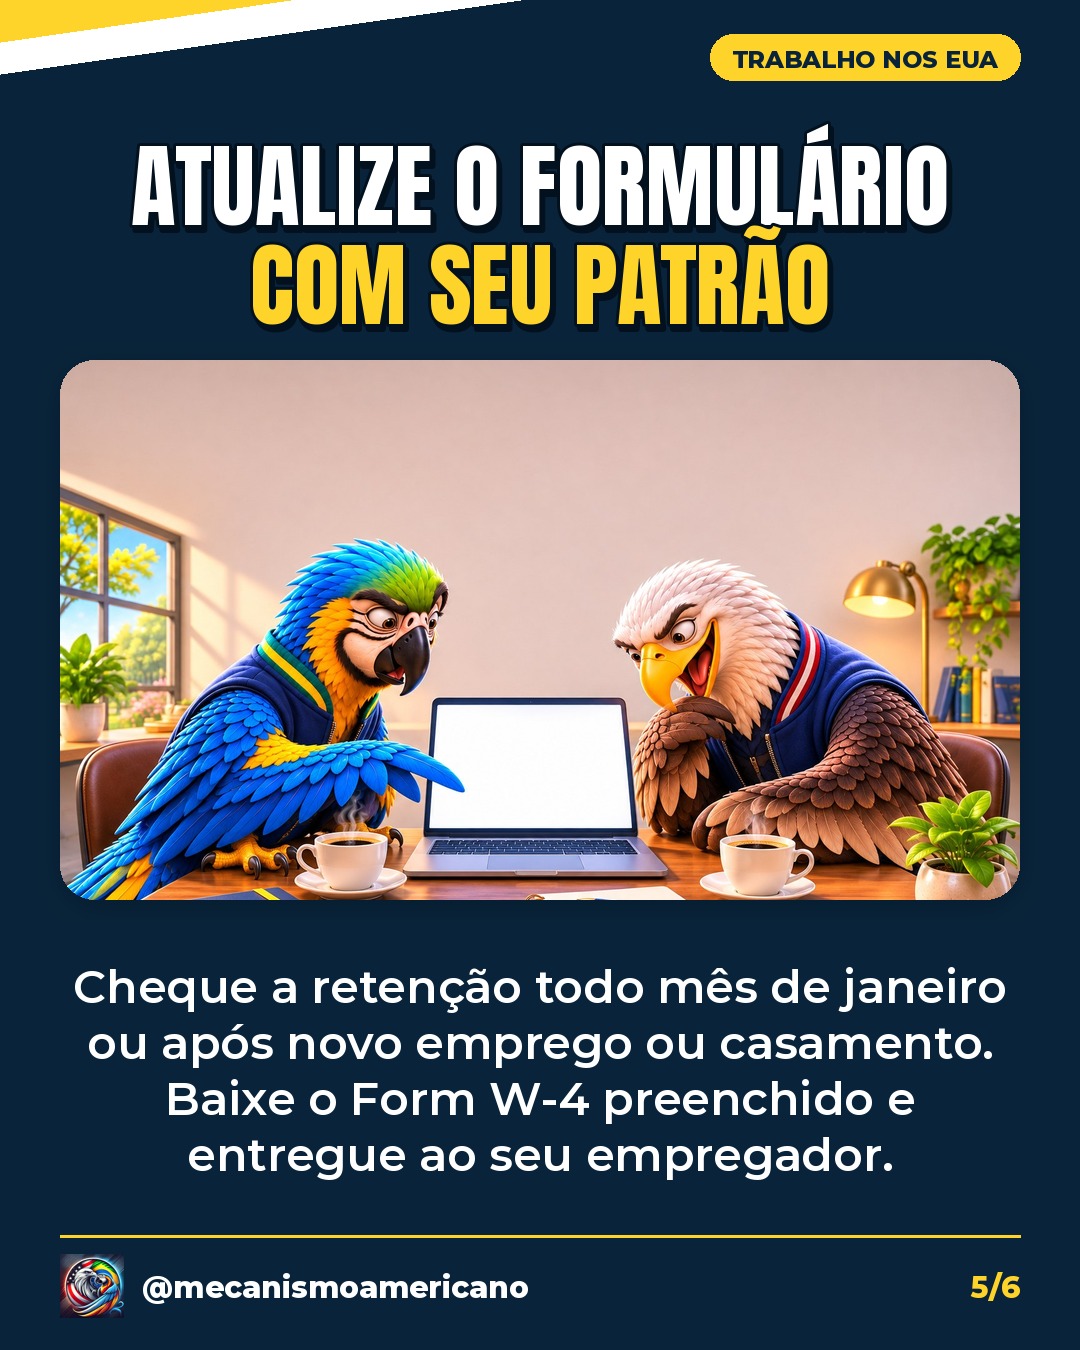 TRABALHO NOS EUA
ATUALIZE O FORMULÁRIO
COM SEU PATRÃO
Cheque a retenção todo mês de janeiro
ou após novo emprego ou casamento.
Baixe o Form W-4 preenchido e
entregue ao seu empregador.
@mecanismoamericano
5/6